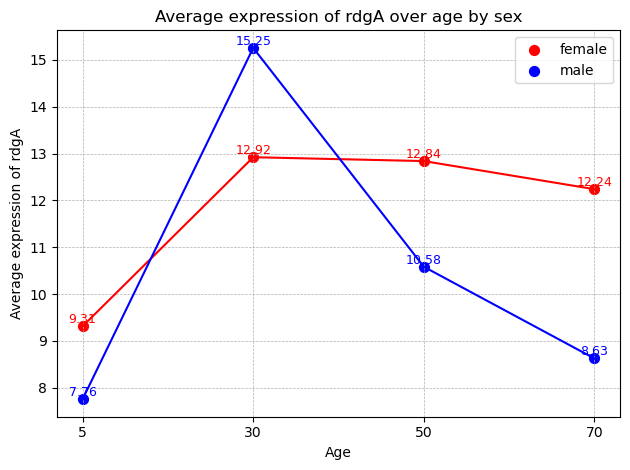 Average expression of rdgA over age by sex
female
male
15.25
12.92
12.84
12.24
10.58
9.31
8.63
7.76
Average expression of rdgA
15
14
13
12
11
10
9
8
5 30 50 70
Age